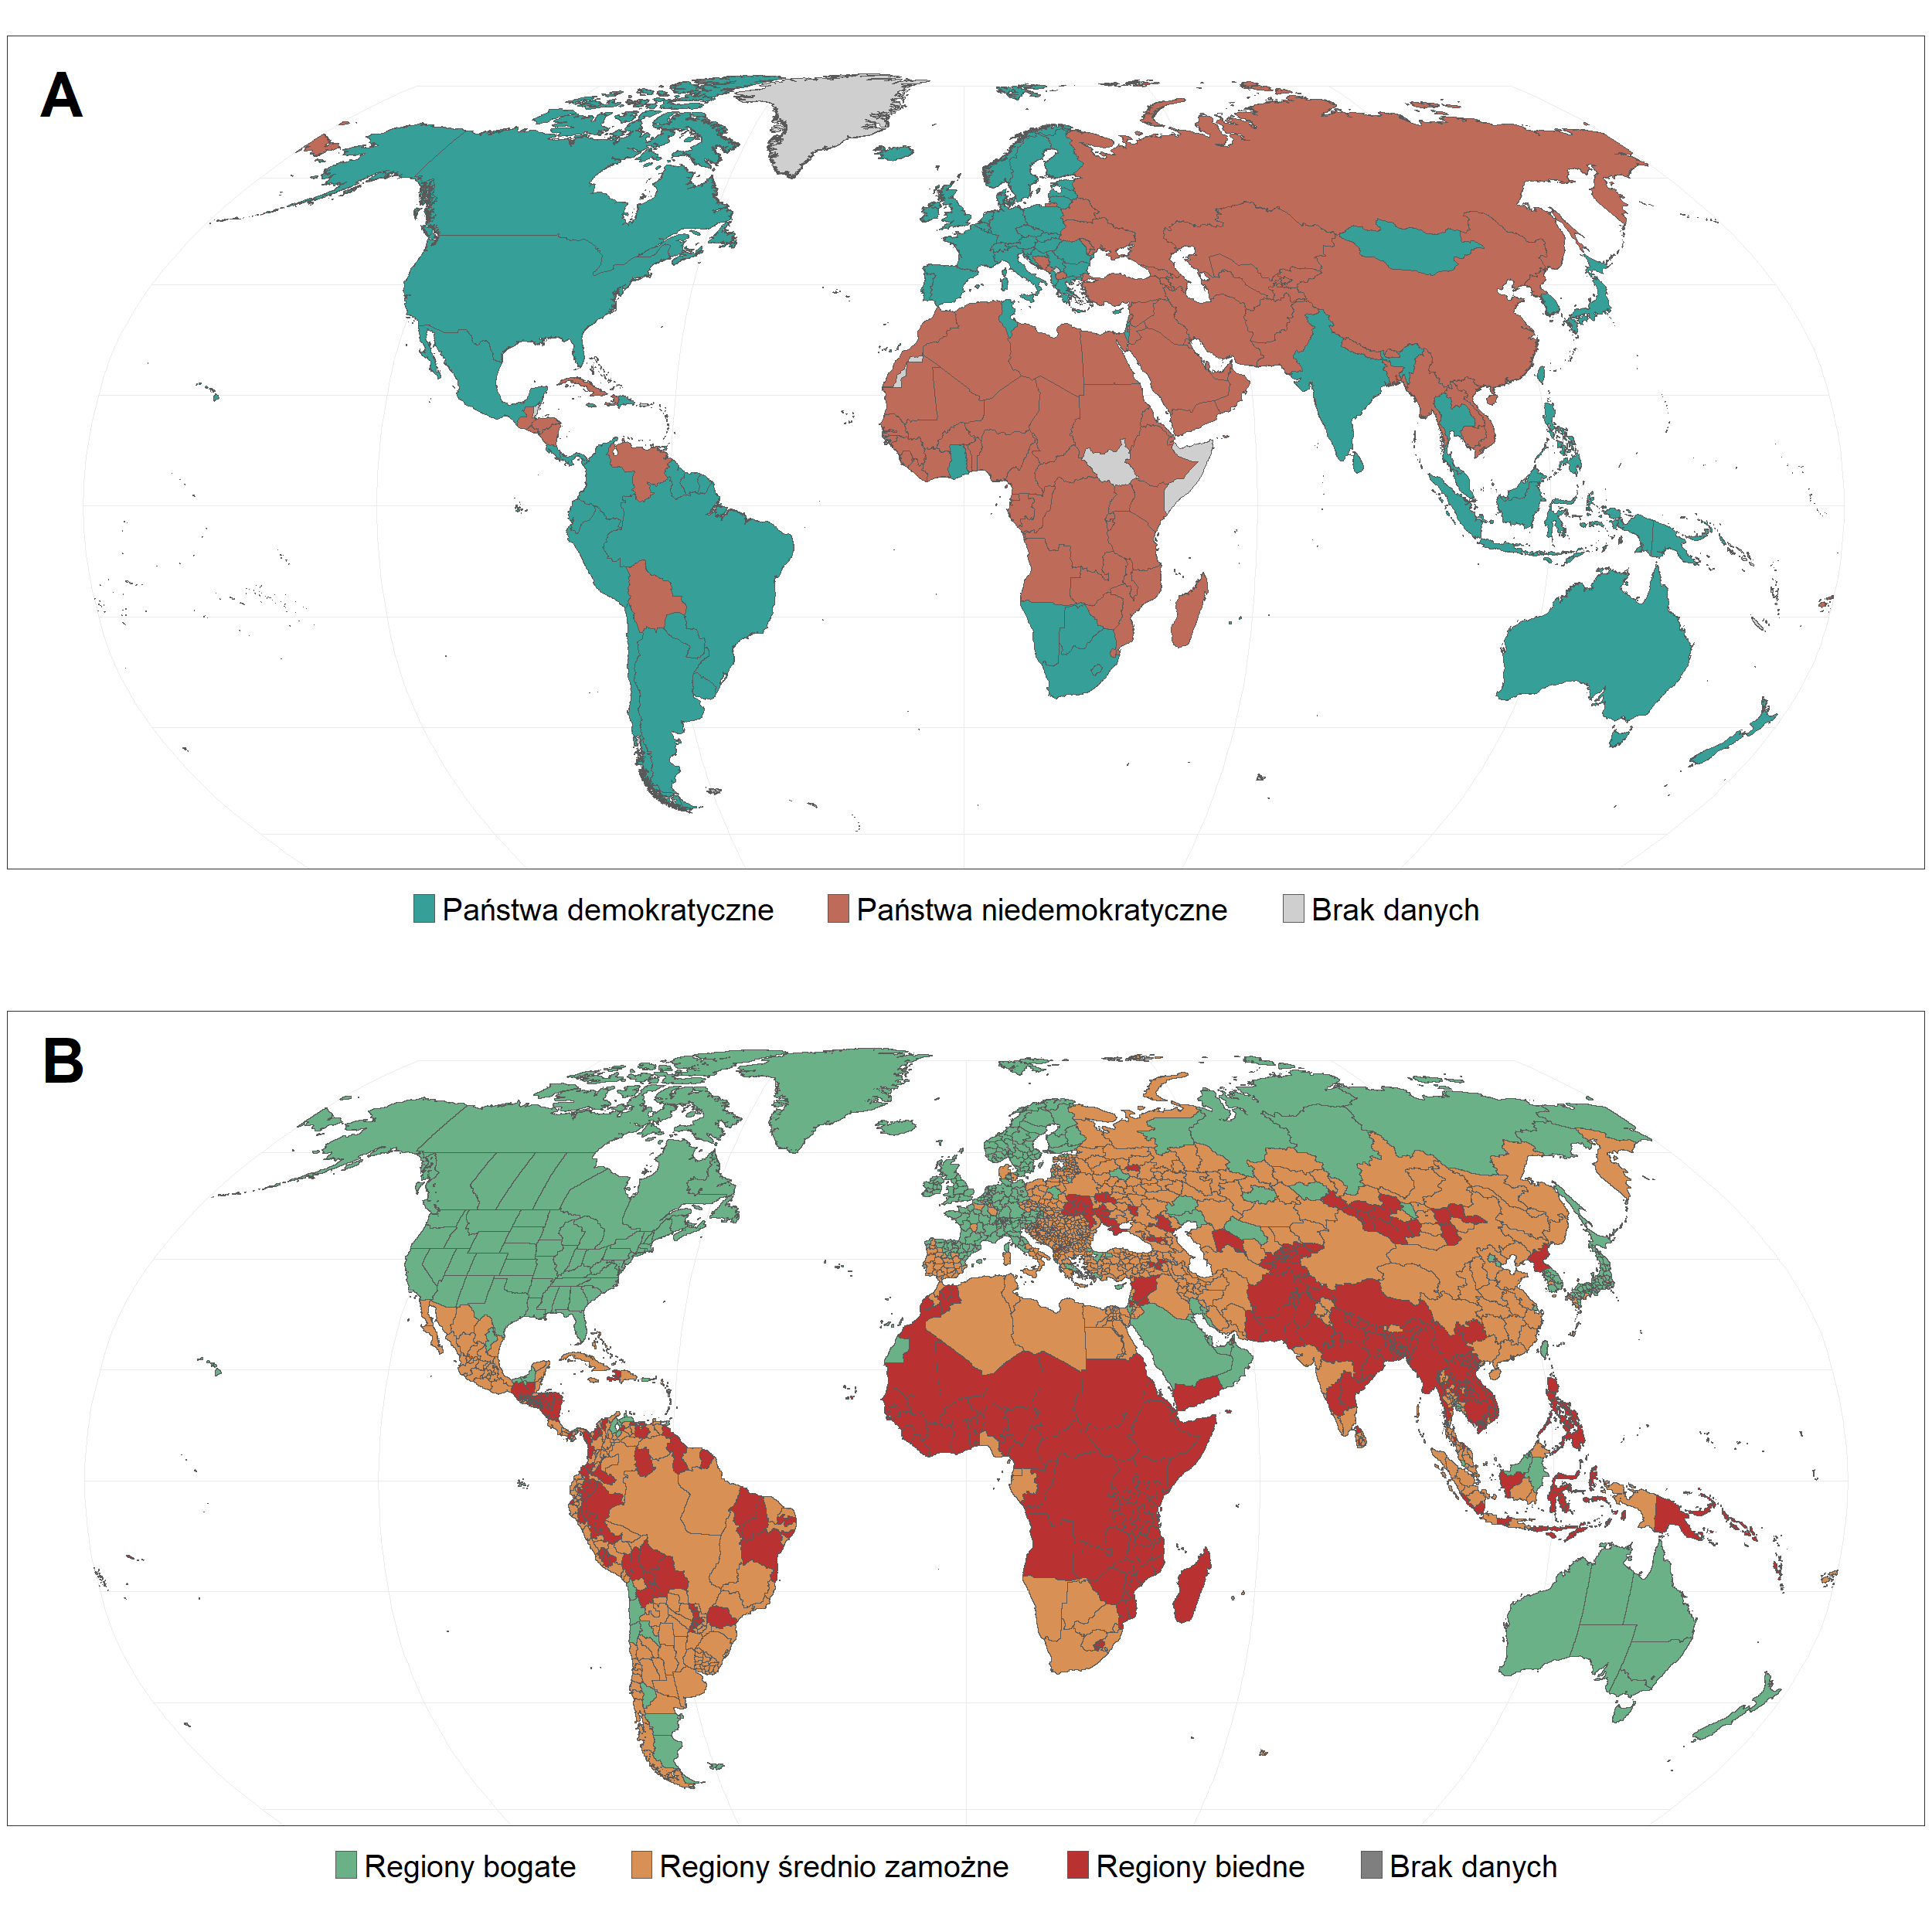 A
Państwa demokratyczne Państwa niedemokratyczne Brak danych
B
Regiony bogate Regiony średnio zamożne Regiony biedne Brak danych